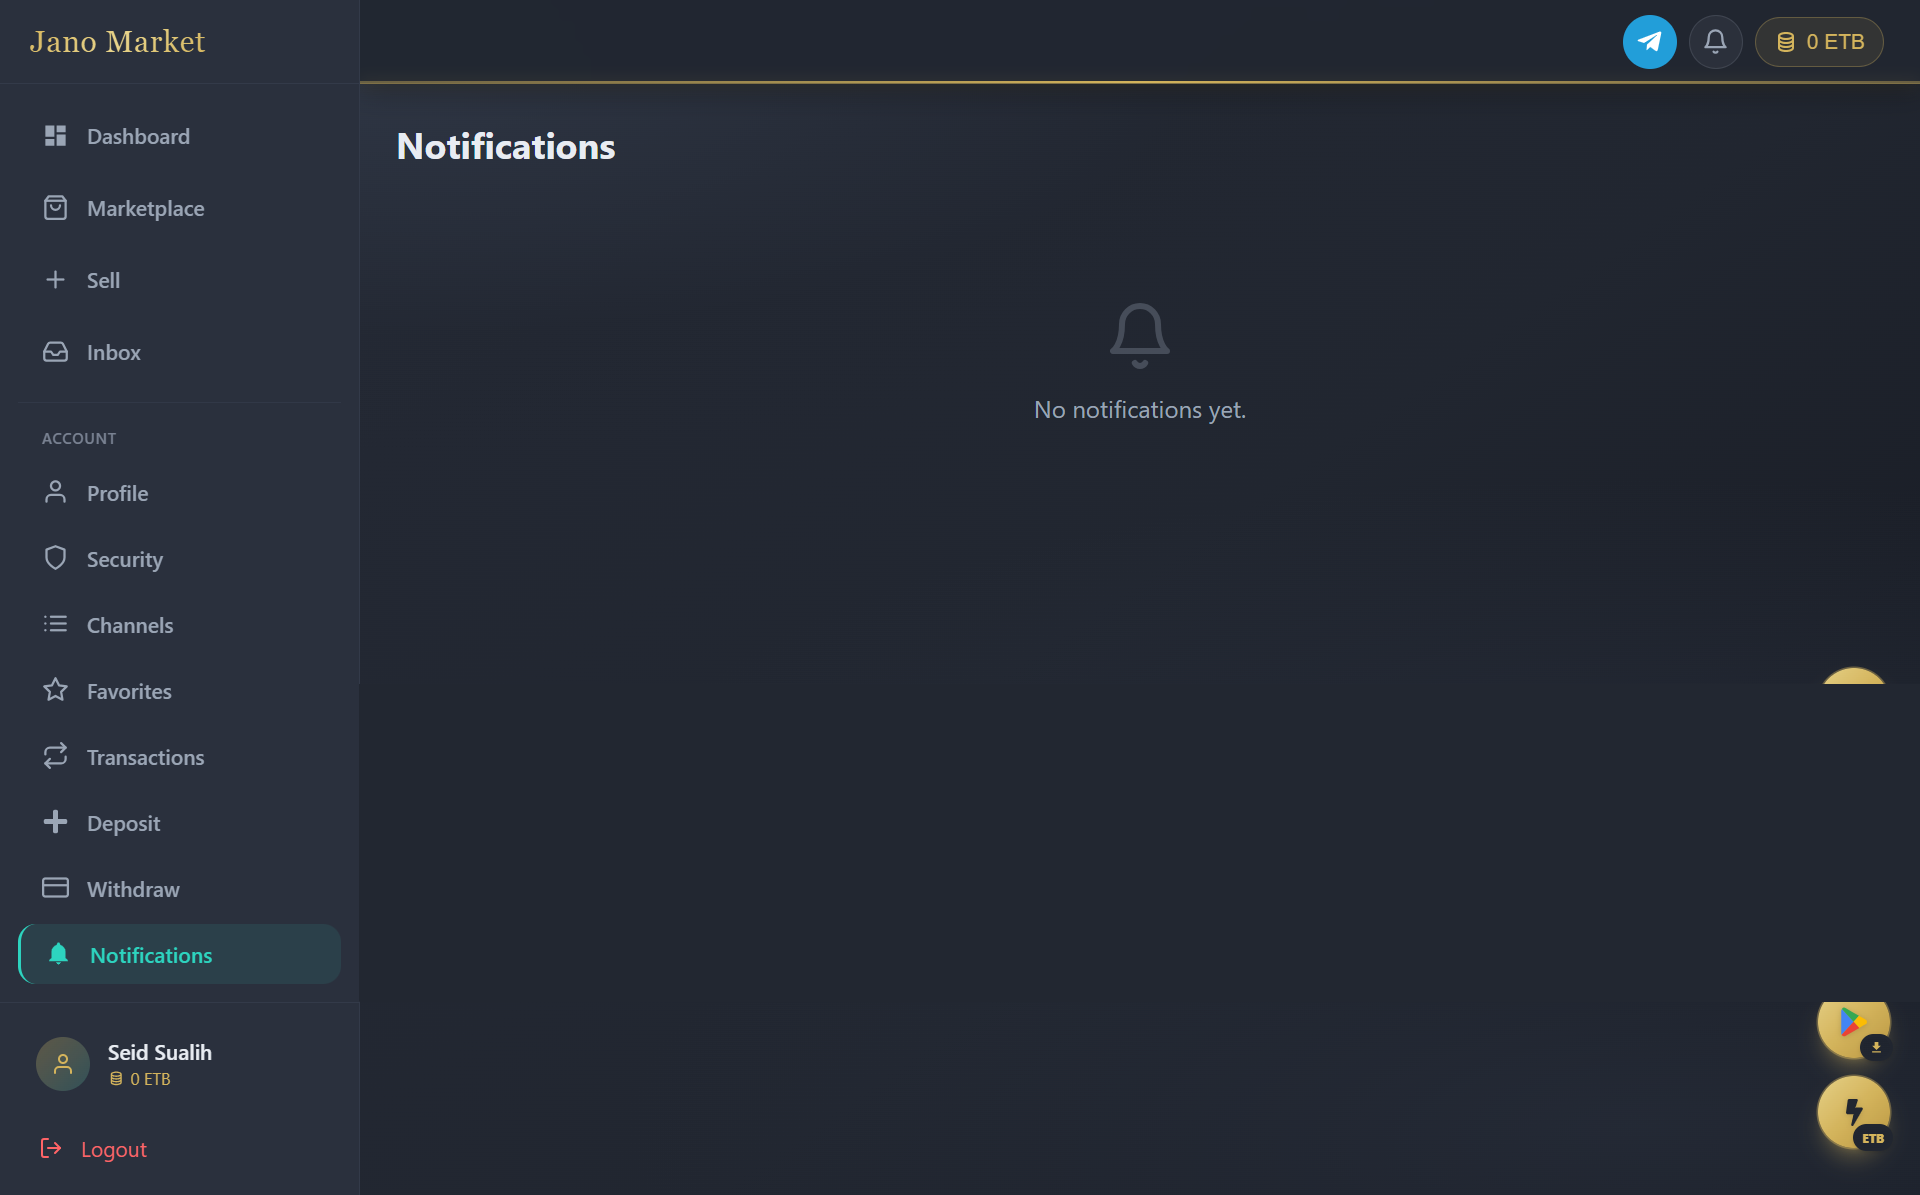 Jano Market
0 ETB
Dashboard
Marketplace
Sell
Inbox
ACCOUNT
Profile
Security
Channels
Favorites
Transactions
Deposit
Withdraw
Notifications
Seid Sualih
0 ETB
Logout
Notifications
No notifications yet.
ETB